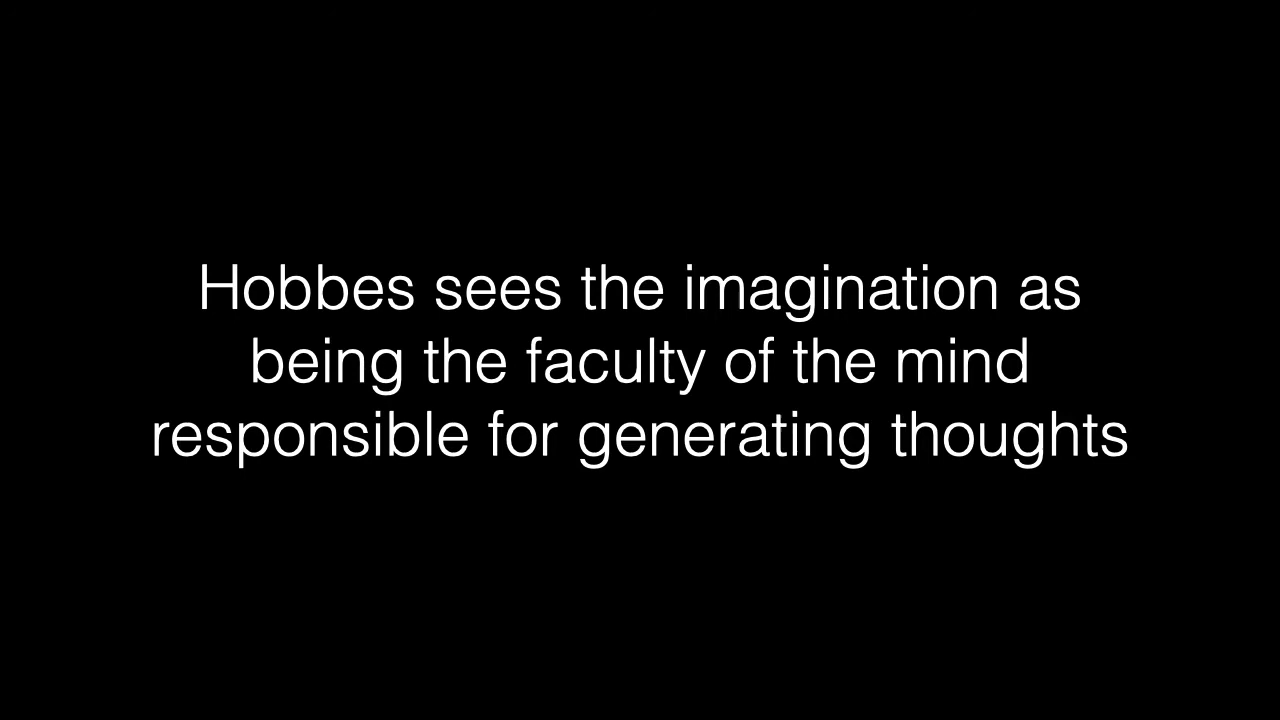 Hobbes sees the imagination as
being the faculty of the mind
responsible for generating thoughts